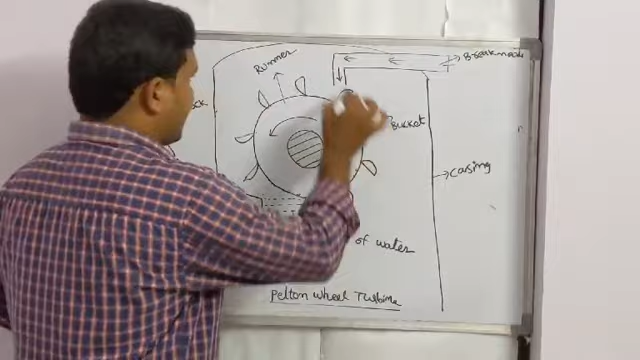 Runner
Break nozzle
Bucket
Casing
of water
Pelton wheel Turbine